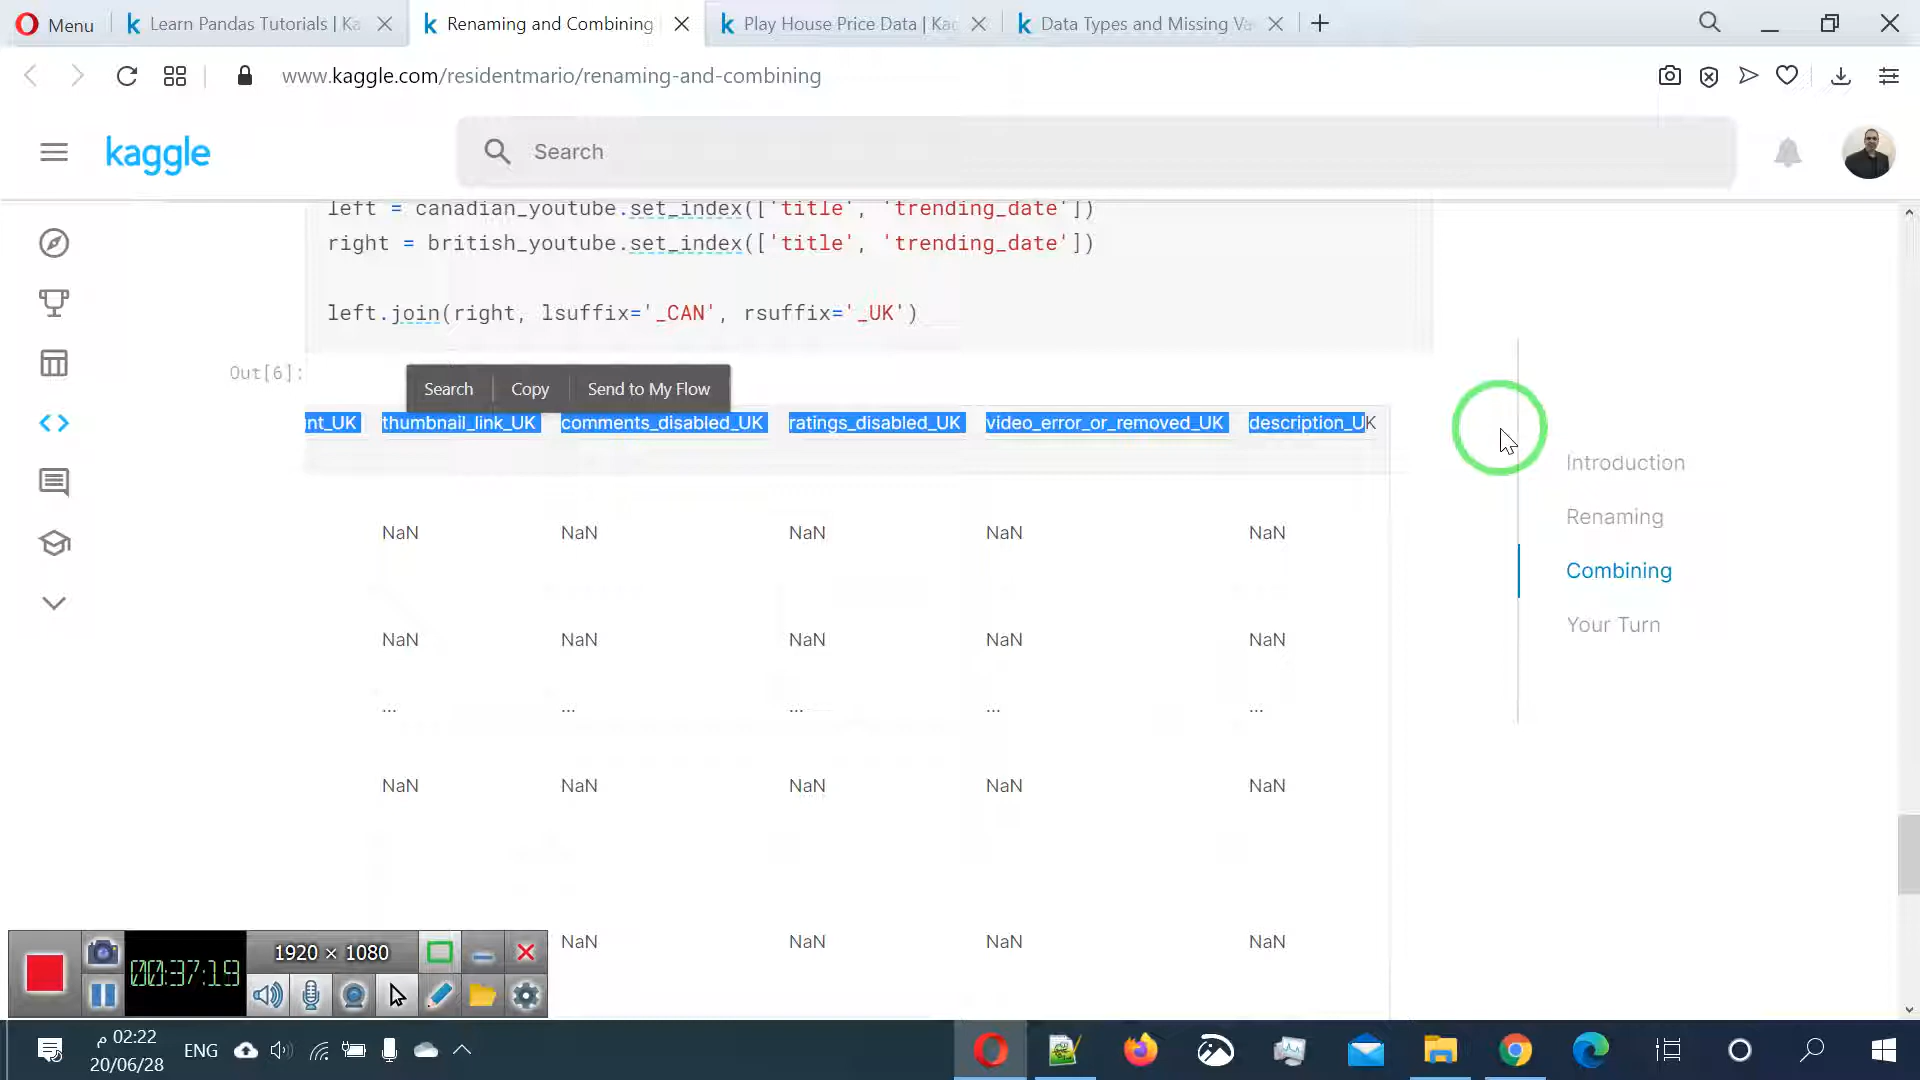 Menu
Learn Pandas Tutorials | Ka
Renaming and Combining
Play House Price Data | Kag
Data Types and Missing Va
www.kaggle.com/residentmario/renaming-and-combining
kaggle
Search
left = canadian_youtube.set_index(['title', 'trending_date'])
right = british_youtube.set_index(['title', 'trending_date'])
left.join(right, lsuffix='_CAN', rsuffix='_UK')
Out[6]:
Search Copy Send to My Flow
nt_UK thumbnail_link_UK comments_disabled_UK ratings_disabled_UK video_error_or_removed_UK description_UK
NaN NaN NaN NaN NaN
NaN NaN NaN NaN NaN
... ... ... ... ...
NaN NaN NaN NaN NaN
NaN NaN NaN NaN
Introduction
Renaming
Combining
Your Turn
00:37:19
1920 × 1080
02:22 م
20/06/28
ENG